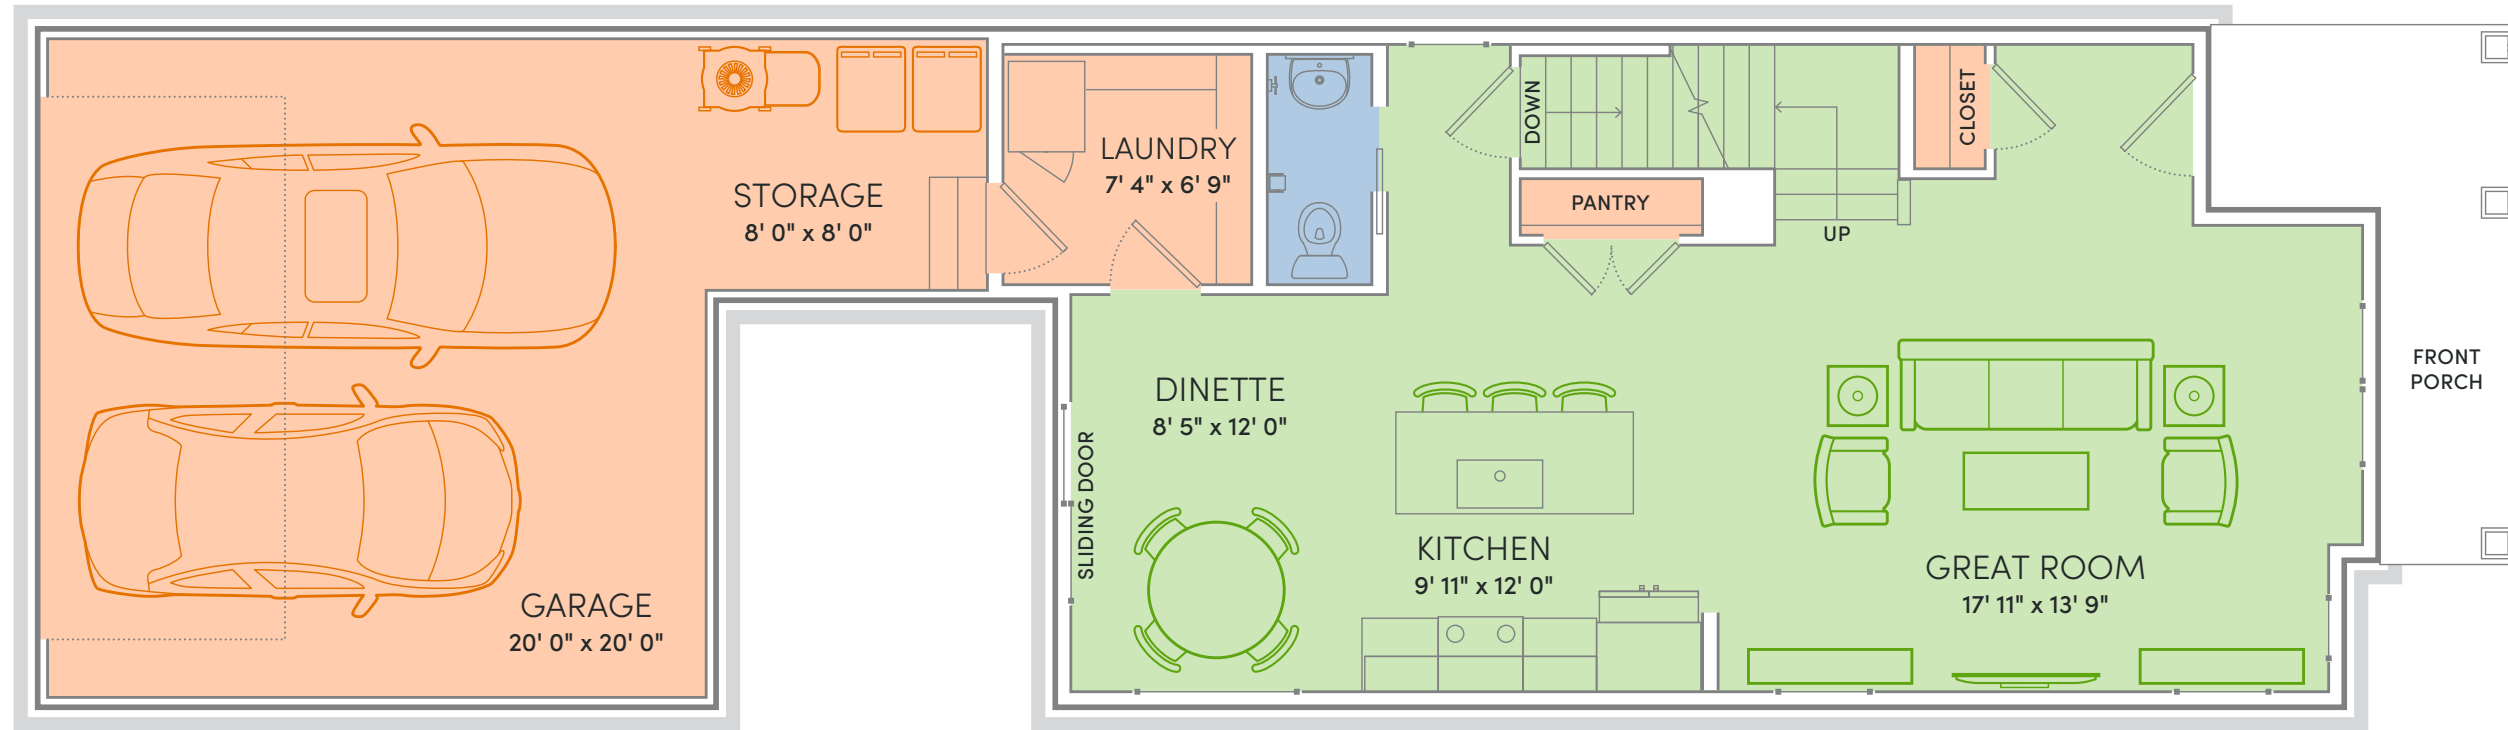 STORAGE
8' 0" x 8' 0"
LAUNDRY
7' 4" x 6' 9"
DOWN
PANTRY
UP
CLOSET
FRONT
PORCH
DINETTE
8' 5" x 12' 0"
SLIDING DOOR
KITCHEN
9' 11" x 12' 0"
GREAT ROOM
17' 11" x 13' 9"
GARAGE
20' 0" x 20' 0"